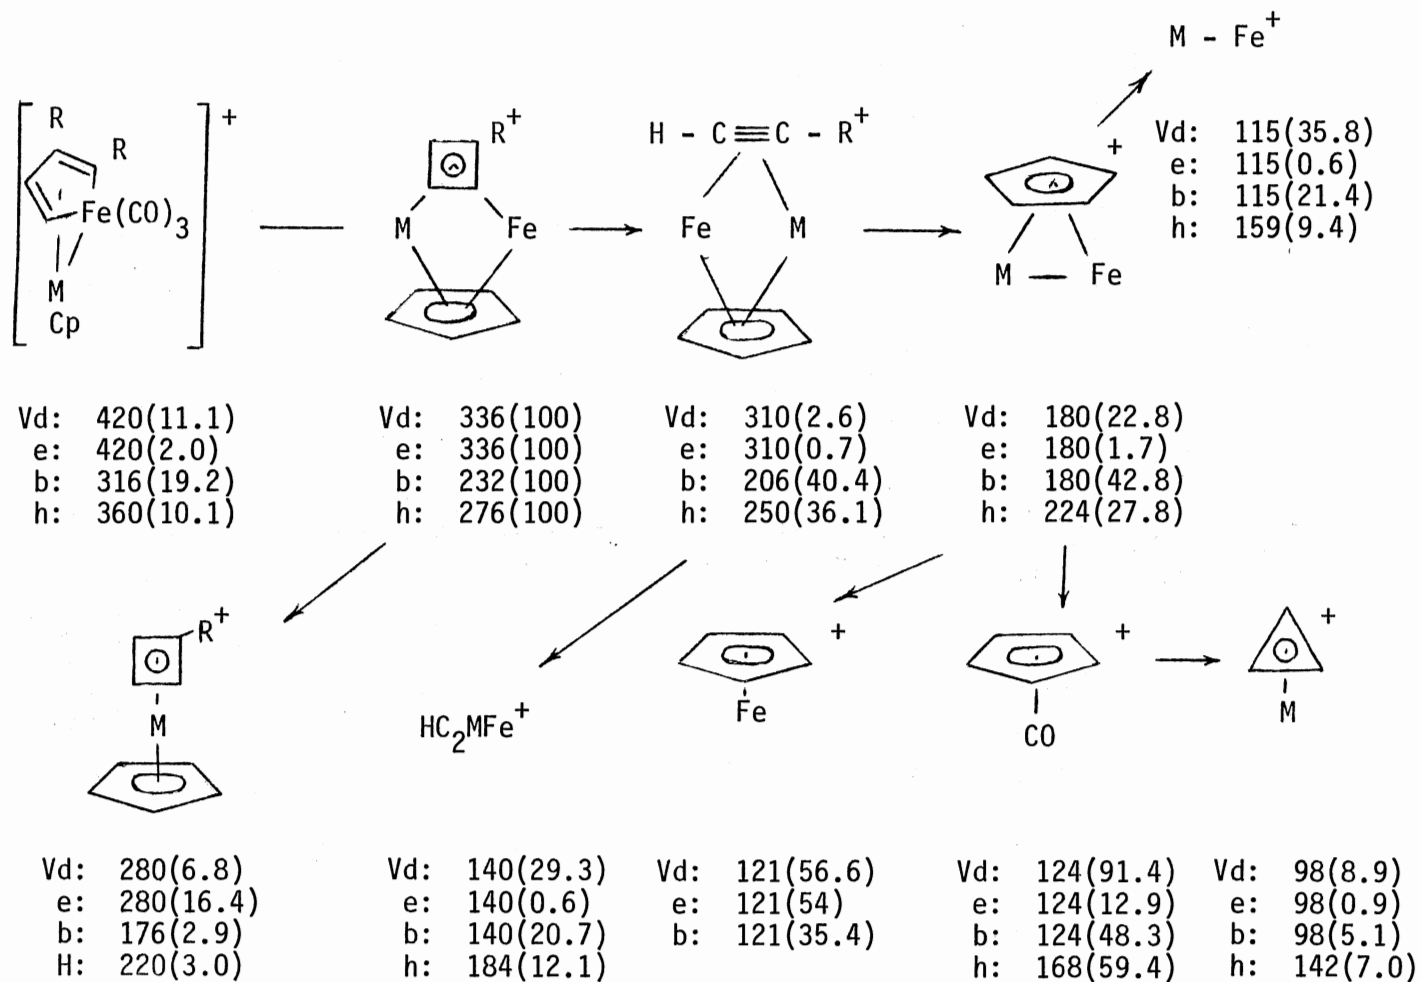 M - Fe+
[ R +
R
Fe(CO)3
M
Cp ]
R+
M Fe
H - C≡C - R+
Fe M
+
M — Fe
Vd: 115(35.8)
e: 115(0.6)
b: 115(21.4)
h: 159(9.4)
Vd: 420(11.1)
e: 420(2.0)
b: 316(19.2)
h: 360(10.1)
Vd: 336(100)
e: 336(100)
b: 232(100)
h: 276(100)
Vd: 310(2.6)
e: 310(0.7)
b: 206(40.4)
h: 250(36.1)
Vd: 180(22.8)
e: 180(1.7)
b: 180(42.8)
h: 224(27.8)
R+
M
HC2MFe+
+
Fe
+
CO
+
M
Vd: 280(6.8)
e: 280(16.4)
b: 176(2.9)
H: 220(3.0)
Vd: 140(29.3)
e: 140(0.6)
b: 140(20.7)
h: 184(12.1)
Vd: 121(56.6)
e: 121(54)
b: 121(35.4)
Vd: 124(91.4)
e: 124(12.9)
b: 124(48.3)
h: 168(59.4)
Vd: 98(8.9)
e: 98(0.9)
b: 98(5.1)
h: 142(7.0)